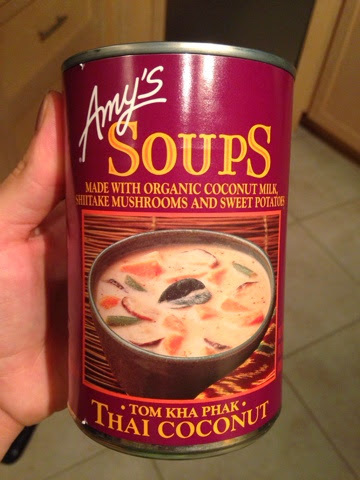 Amy's
SOUPS
MADE WITH ORGANIC COCONUT MILK,
SHIITAKE MUSHROOMS AND SWEET POTATOES
• TOM KHA PHAK •
THAI COCONUT